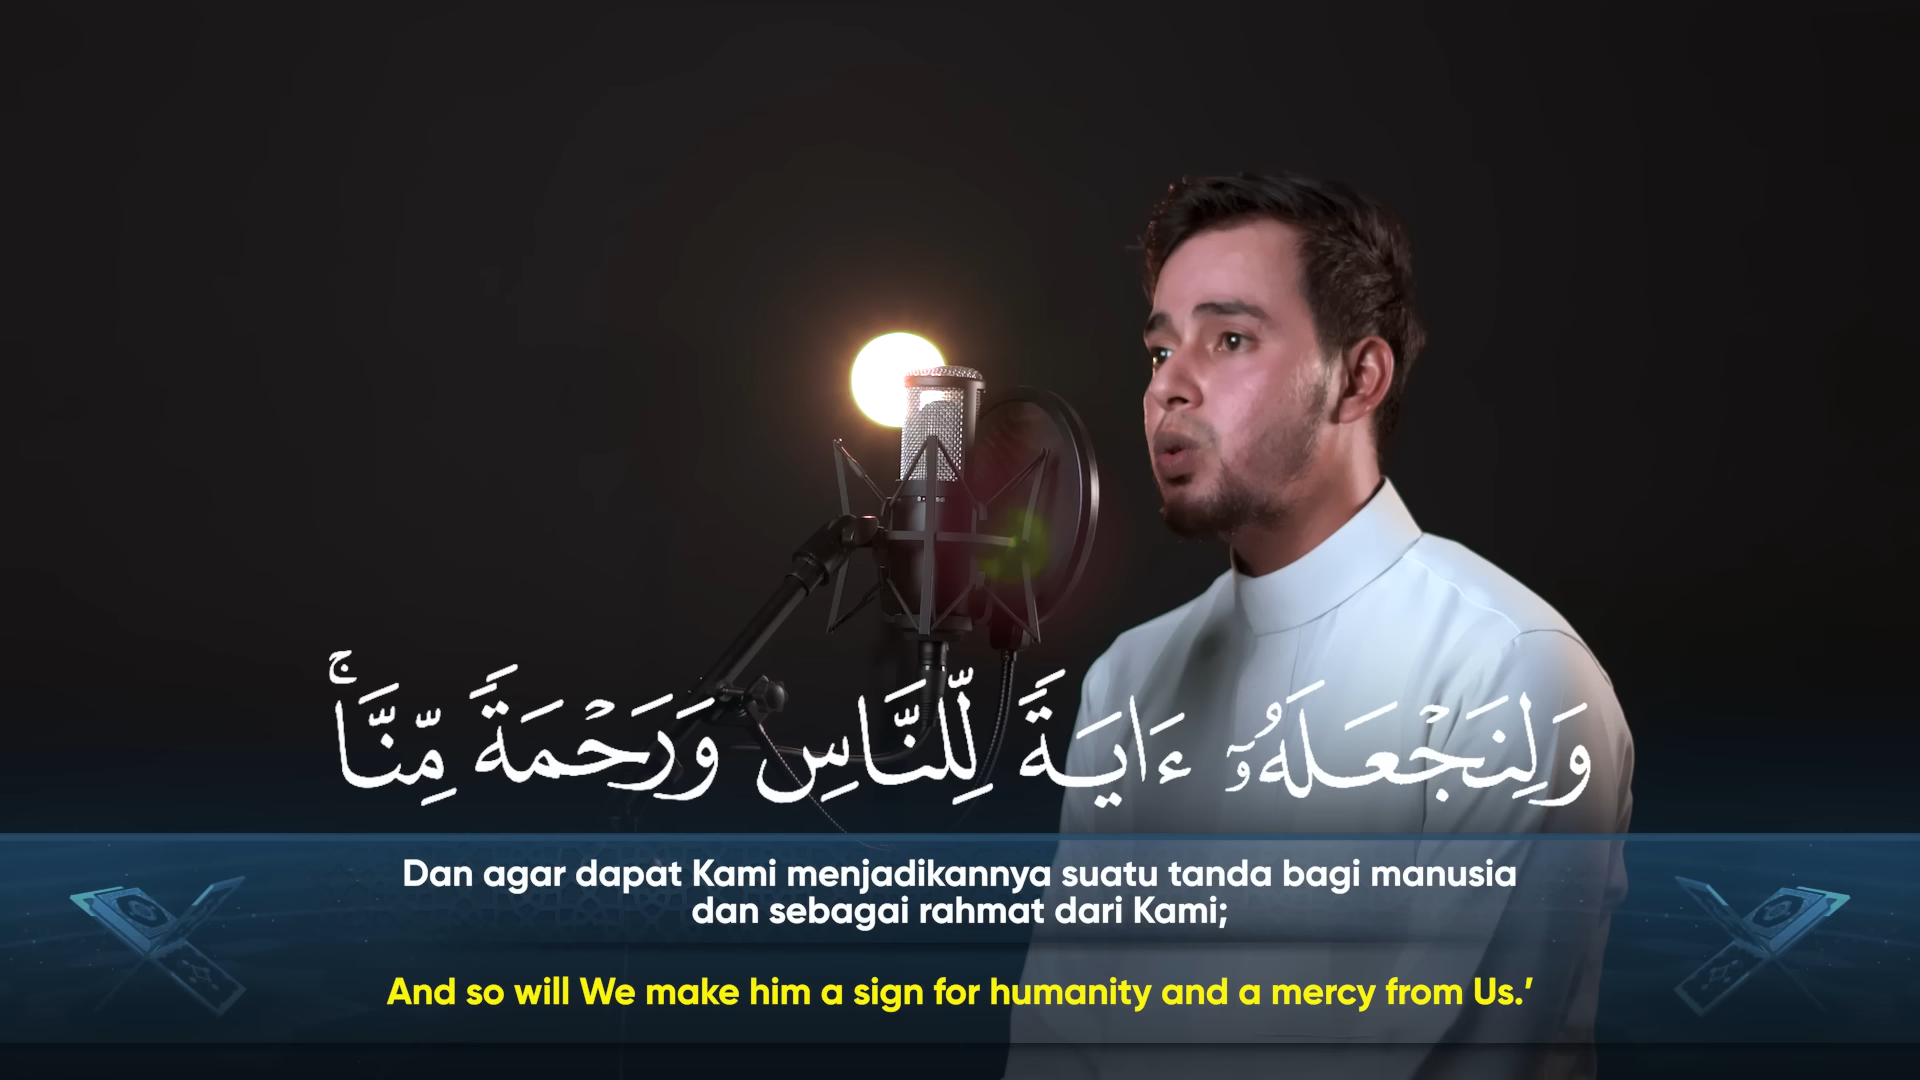 وَلِنَجْعَلَهُۥٓ ءَايَةً لِّلنَّاسِ وَرَحْمَةً مِّنَّاۚ
Dan agar dapat Kami menjadikannya suatu tanda bagi manusia
dan sebagai rahmat dari Kami;
And so will We make him a sign for humanity and a mercy from Us.’